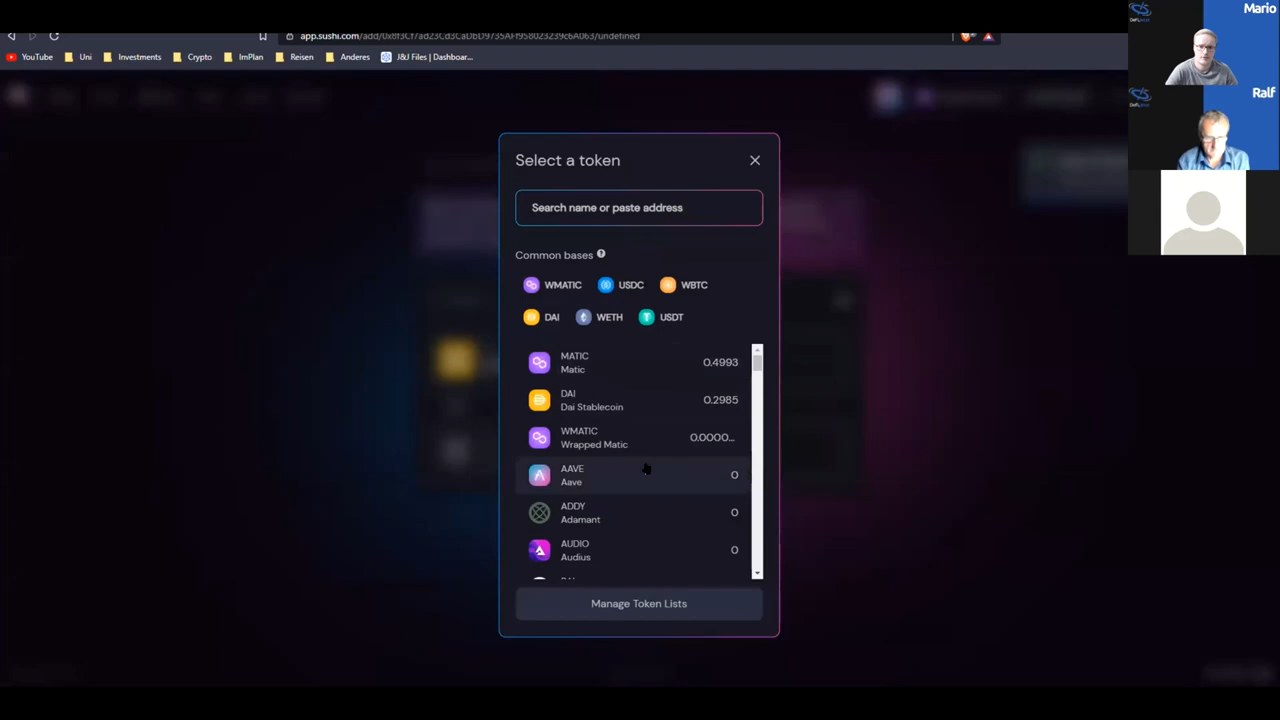 app.sushi.com/add/0x8f3Cf7ad23Cd3CaDbD9735AFf958023239c6A063/undefined
YouTube
Uni
Investments
Crypto
ImPlan
Reisen
Anderes
J&J Files | Dashboar...
Mario
Ralf
Select a token
Search name or paste address
Common bases
WMATIC
USDC
WBTC
DAI
WETH
USDT
MATIC
Matic
0.4993
DAI
Dai Stablecoin
0.2985
WMATIC
Wrapped Matic
0.0000...
AAVE
Aave
0
ADDY
Adamant
0
AUDIO
Audius
0
Manage Token Lists